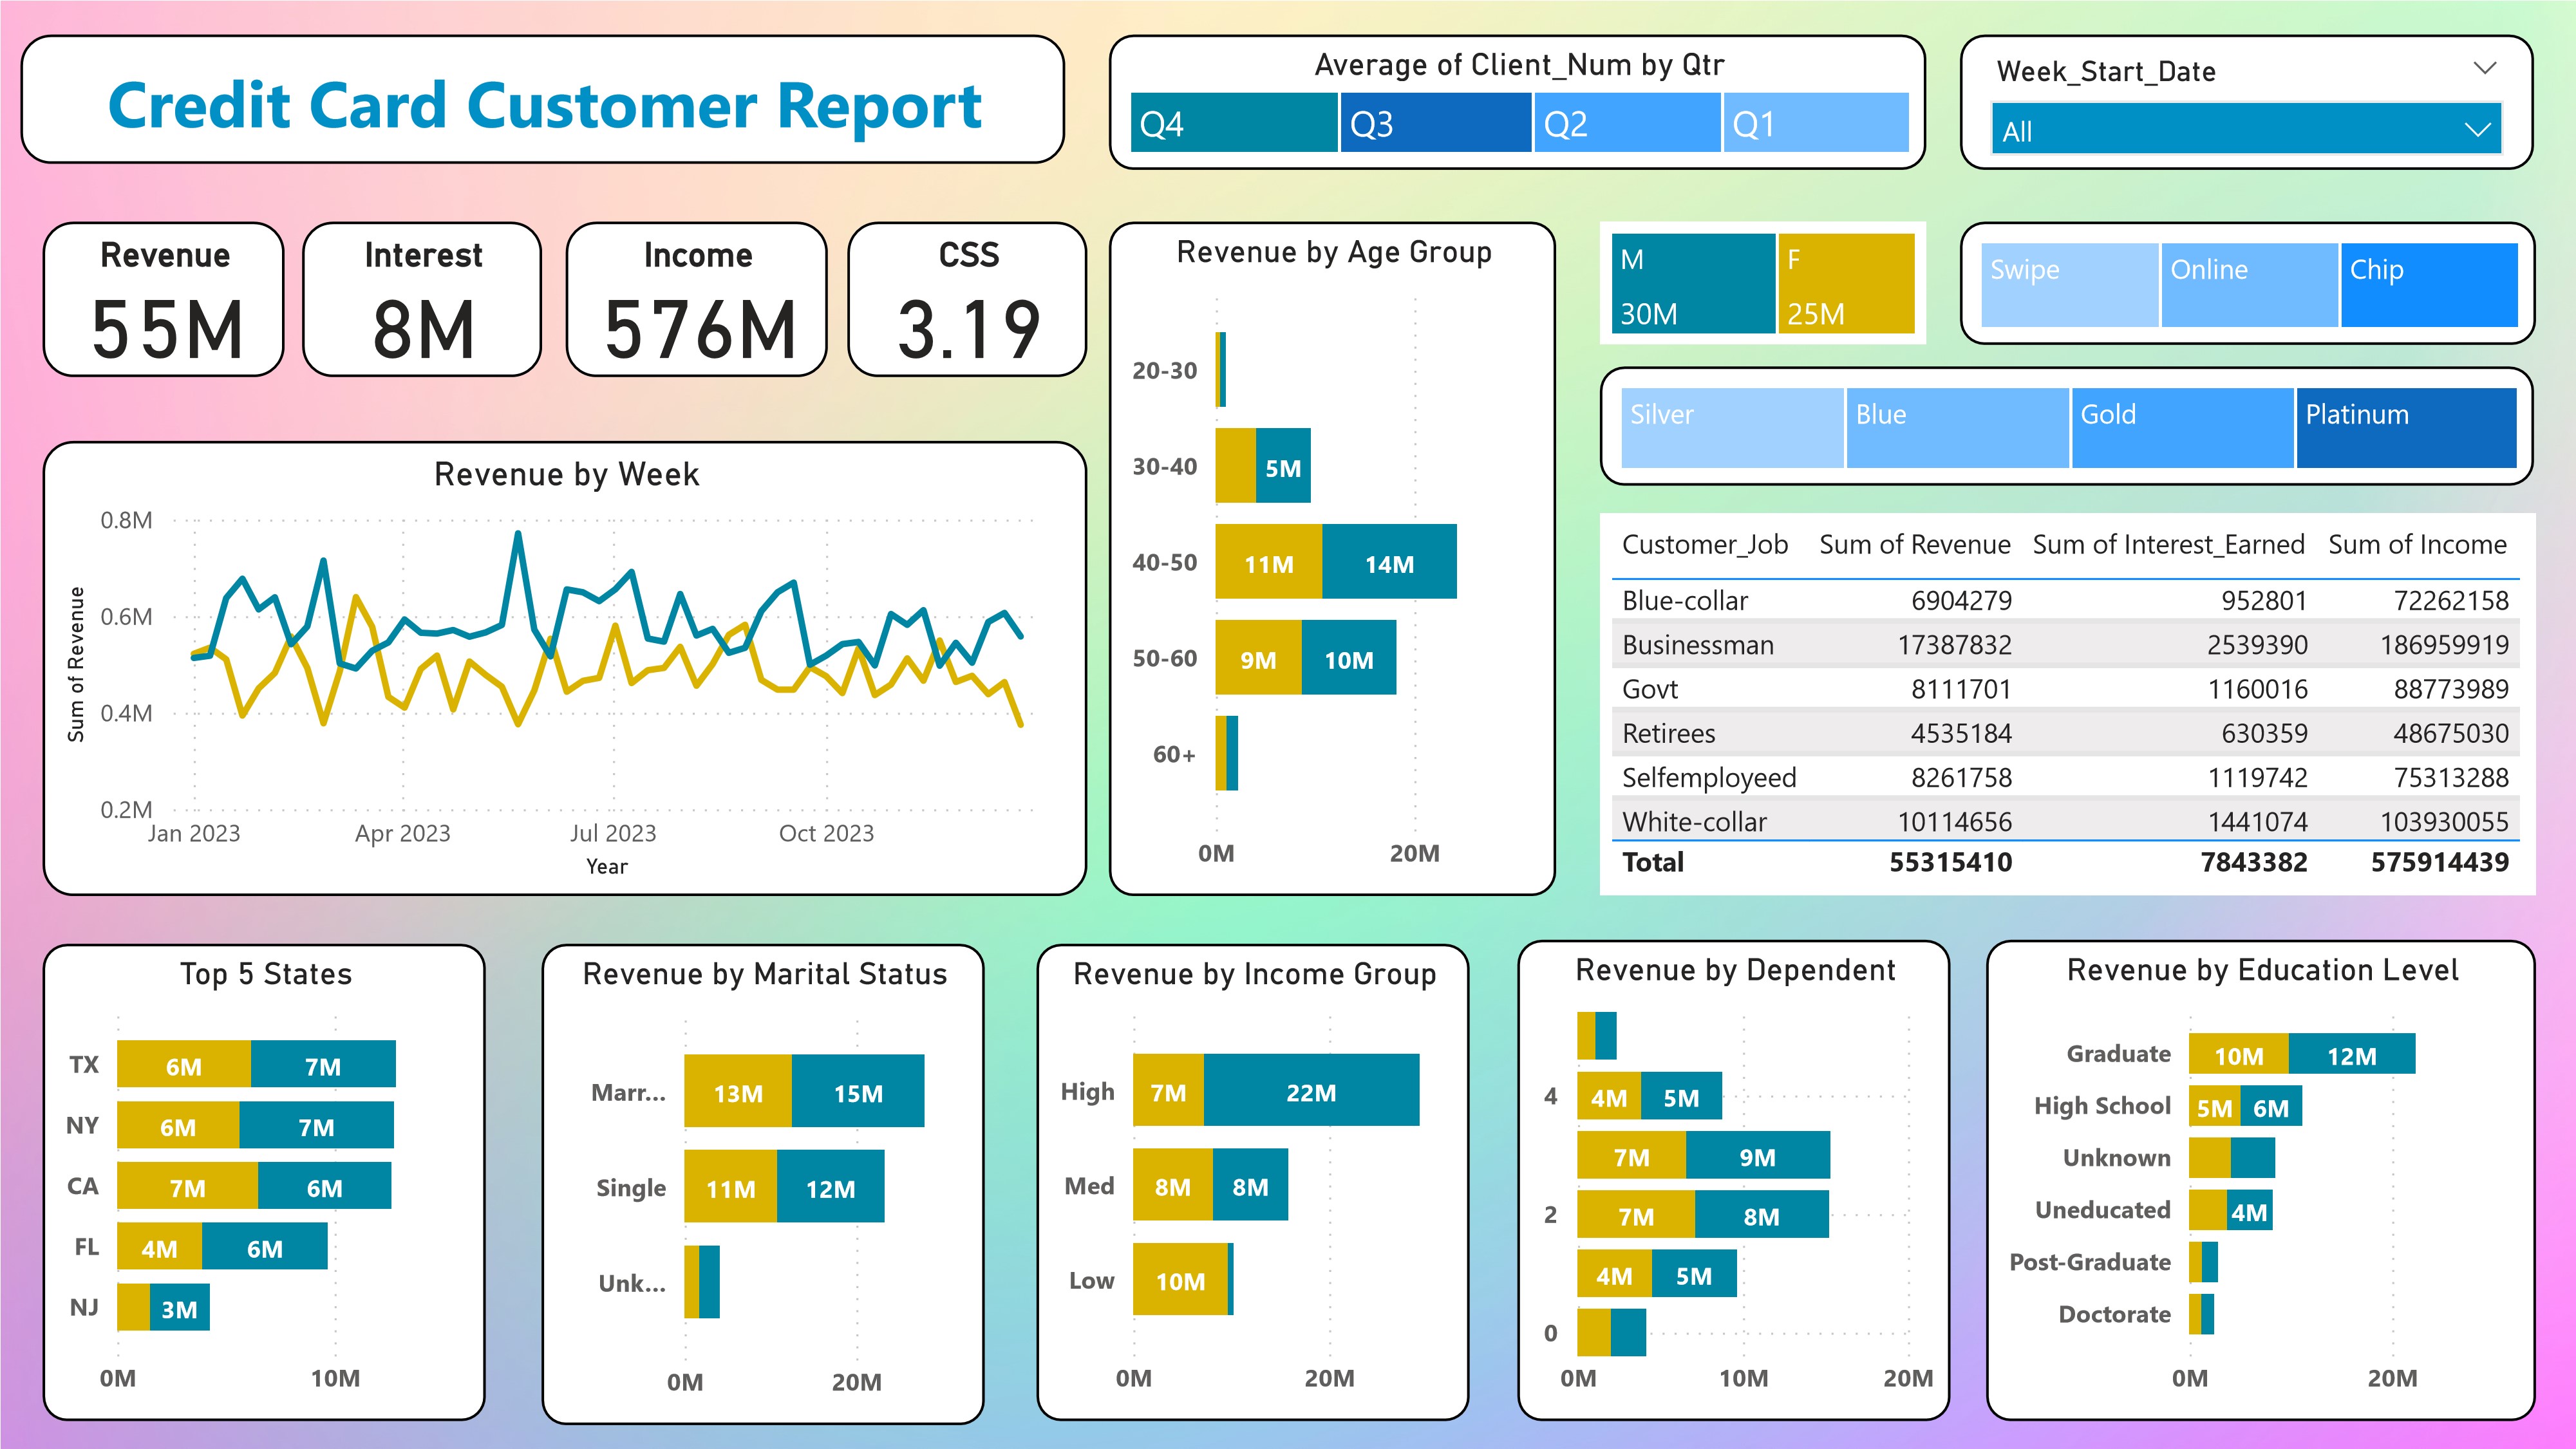 Credit Card Customer Report
Average of Client_Num by Qtr
Q4 Q3 Q2 Q1
Week_Start_Date
All
Revenue
55M
Interest
8M
Income
576M
CSS
3.19
Revenue by Age Group
20-30
30-40 5M
40-50 11M 14M
50-60 9M 10M
60+
0M 20M
M F
30M 25M
Swipe Online Chip
Silver Blue Gold Platinum
Revenue by Week
Sum of Revenue
0.8M
0.6M
0.4M
0.2M
Jan 2023 Apr 2023 Jul 2023 Oct 2023
Year
Customer_Job Sum of Revenue Sum of Interest_Earned Sum of Income
Blue-collar 6904279 952801 72262158
Businessman 17387832 2539390 186959919
Govt 8111701 1160016 88773989
Retirees 4535184 630359 48675030
Selfemployeed 8261758 1119742 75313288
White-collar 10114656 1441074 103930055
Total 55315410 7843382 575914439
Top 5 States
TX 6M 7M
NY 6M 7M
CA 7M 6M
FL 4M 6M
NJ 3M
0M 10M
Revenue by Marital Status
Marr... 13M 15M
Single 11M 12M
Unk...
0M 20M
Revenue by Income Group
High 7M 22M
Med 8M 8M
Low 10M
0M 20M
Revenue by Dependent
4 4M 5M
7M 9M
2 7M 8M
4M 5M
0
0M 10M 20M
Revenue by Education Level
Graduate 10M 12M
High School 5M 6M
Unknown
Uneducated 4M
Post-Graduate
Doctorate
0M 20M